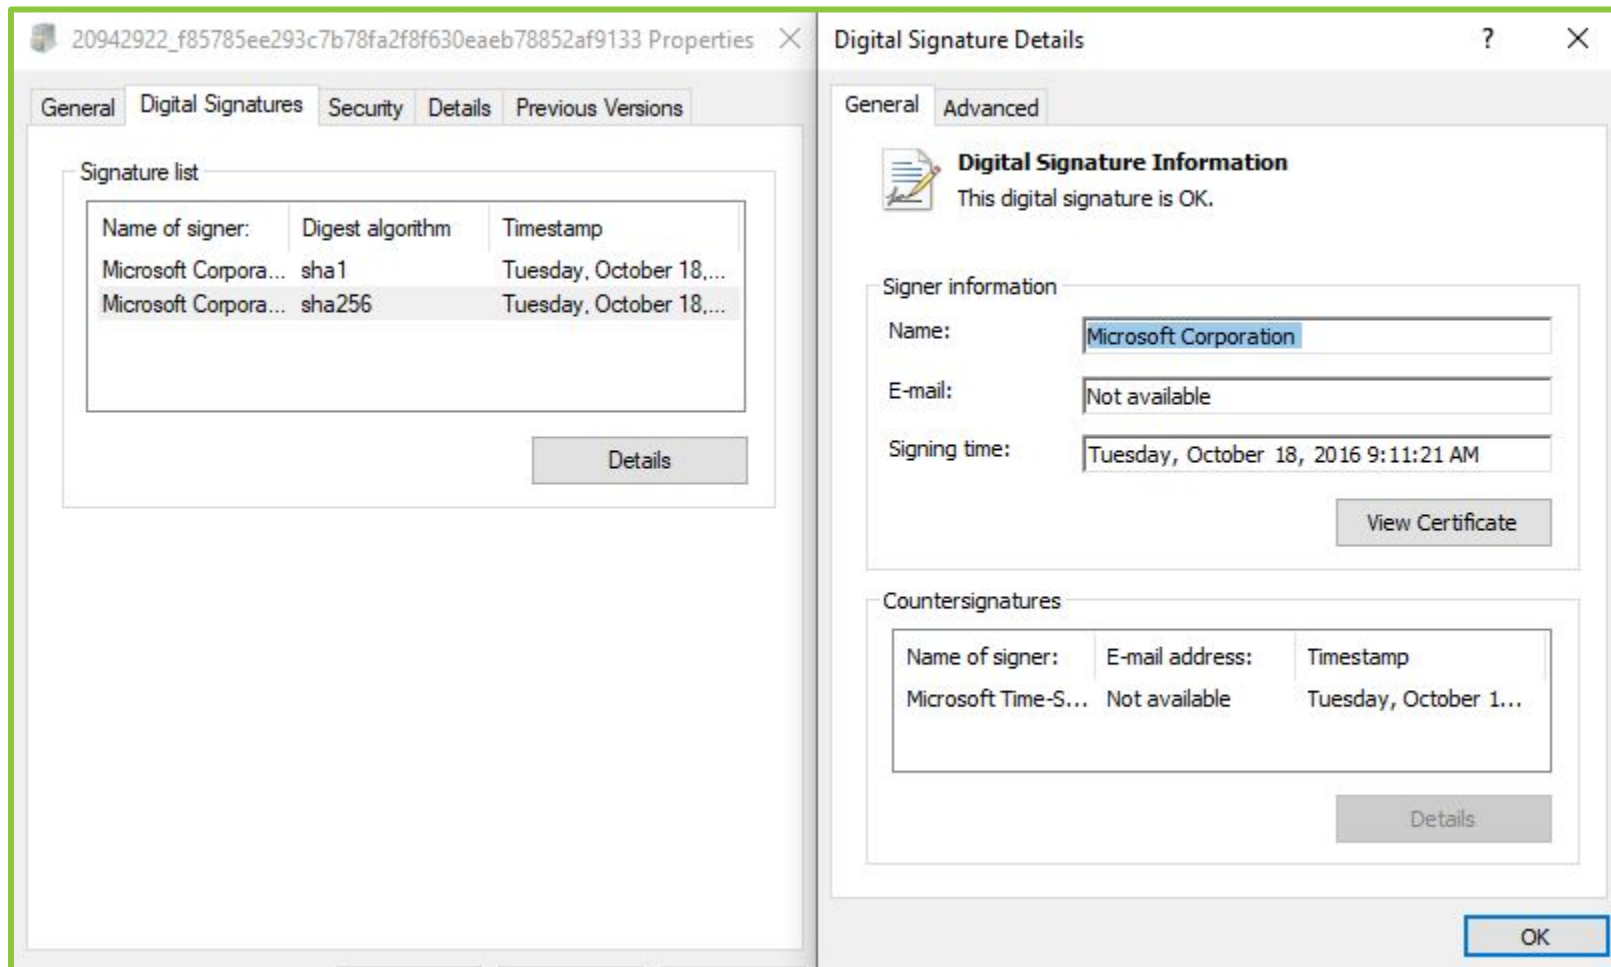 20942922_f85785ee293c7b78fa2f8f630eaeb78852af9133 Properties
General Digital Signatures Security Details Previous Versions
Signature list
Name of signer: Digest algorithm Timestamp
Microsoft Corpora... sha1 Tuesday, October 18,...
Microsoft Corpora... sha256 Tuesday, October 18,...
Details
Digital Signature Details ?
General Advanced
Digital Signature Information
This digital signature is OK.
Signer information
Name: Microsoft Corporation
E-mail: Not available
Signing time: Tuesday, October 18, 2016 9:11:21 AM
View Certificate
Countersignatures
Name of signer: E-mail address: Timestamp
Microsoft Time-S... Not available Tuesday, October 1...
Details
OK